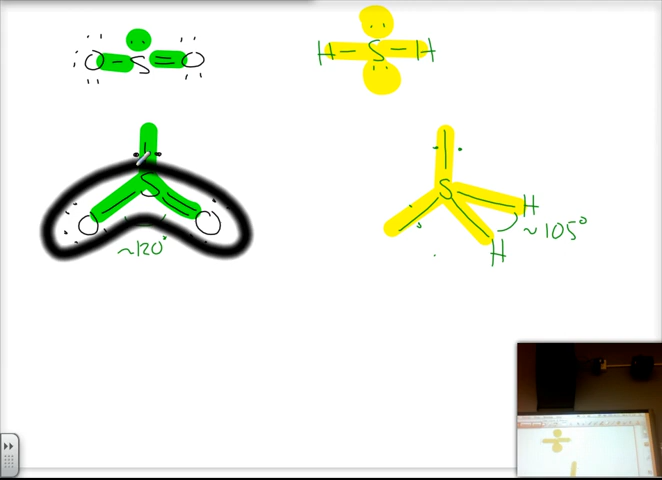 O - S = O
H - S - H
S
O O
~120°
S
H
H
~105°